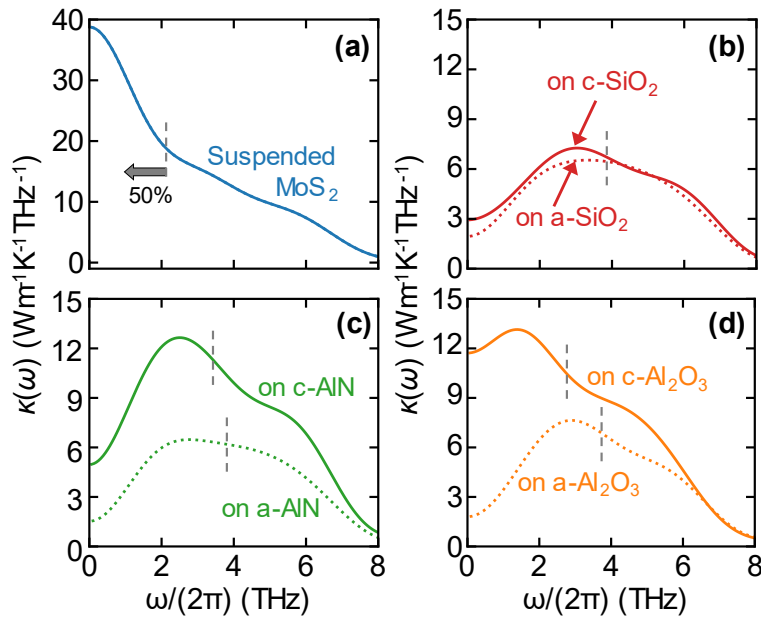 (a)
40
30
20
10
0
κ(ω) (Wm⁻¹K⁻¹THz⁻¹)
Suspended
MoS₂
50%
(b)
15
12
9
6
3
0
κ(ω) (Wm⁻¹K⁻¹THz⁻¹)
on c-SiO₂
on a-SiO₂
(c)
15
12
9
6
3
0
on c-AlN
on a-AlN
0 2 4 6 8
ω/(2π) (THz)
(d)
15
12
9
6
3
0
on c-Al₂O₃
on a-Al₂O₃
0 2 4 6 8
ω/(2π) (THz)